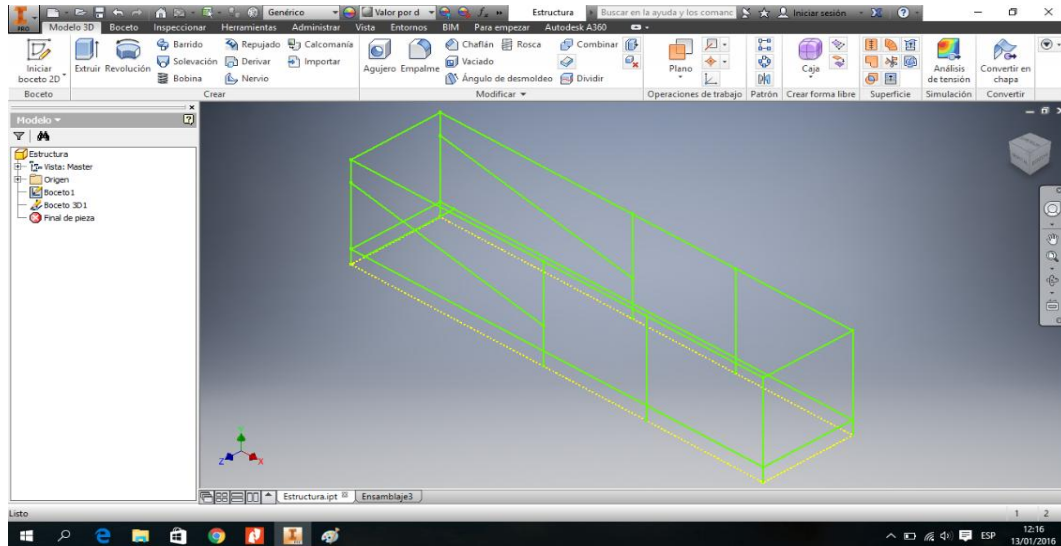 Genérico
Valor por d
Estructura
Buscar en la ayuda y los comanc
Iniciar sesión
PRO
Modelo 3D Boceto Inspeccionar Herramientas Administrar Vista Entornos BIM Para empezar Autodesk A360
Iniciar
boceto 2D
Extruir
Revolución
Barrido
Solevación
Bobina
Repujado
Derivar
Nervio
Calcomanía
Importar
Agujero
Empalme
Chaflán
Rosca
Combinar
Vaciado
Ángulo de desmoldeo
Dividir
Plano
Caja
Análisis
de tensión
Convertir en
chapa
Boceto
Crear
Modificar
Operaciones de trabajo
Patrón
Crear forma libre
Superficie
Simulación
Convertir
Modelo
Estructura
Vista: Master
Origen
Boceto1
Boceto 3D1
Final de pieza
Z
X
Estructura.ipt
Ensamblaje3
Listo
1 2
ESP
12:16
13/01/2016